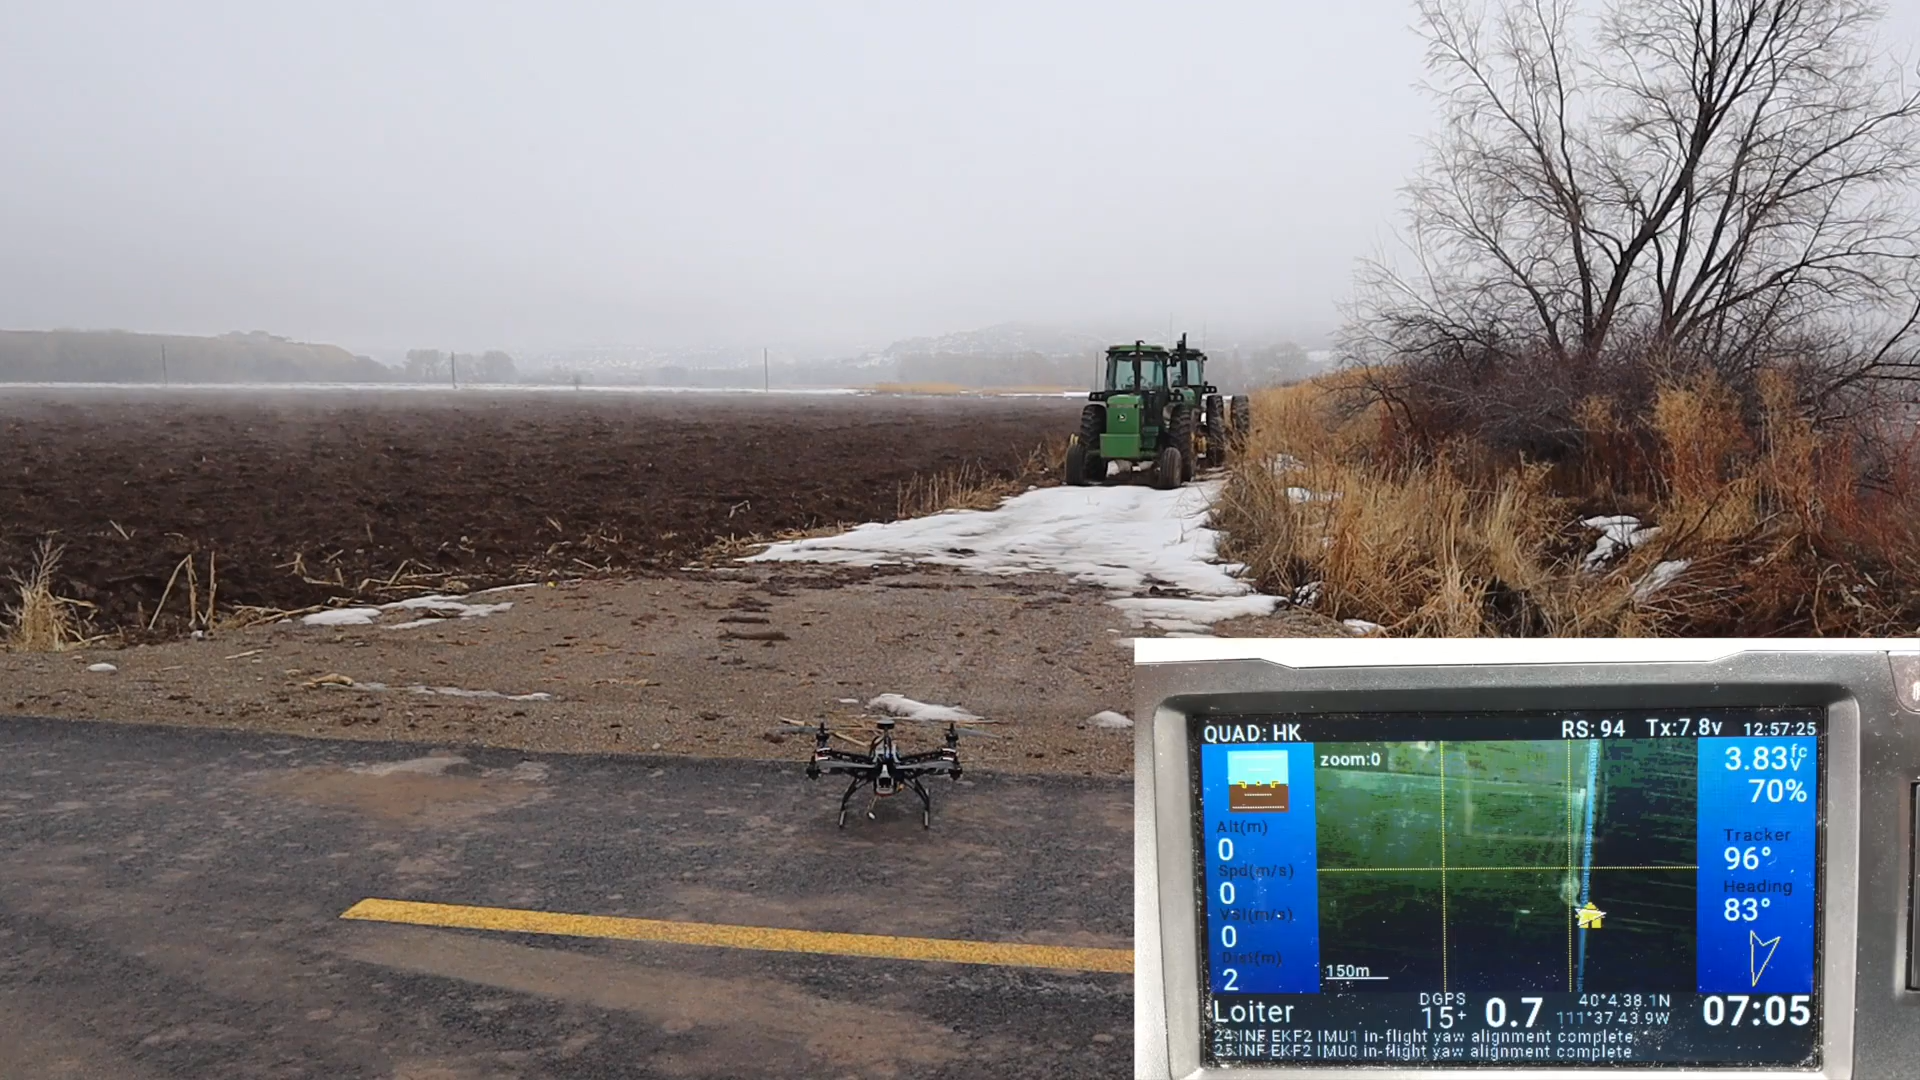 QUAD: HK RS: 94 Tx:7.8v 12:57:25
zoom:0
3.83 fc V
70%
Alt(m)
0
Spd(m/s)
0
VSI(m/s)
0
Dist(m)
2
Tracker
96°
Heading
83°
150m
Loiter
DGPS
15+
0.7
40°4.38.1N
111°37'43.9W
07:05
24:INF EKF2 IMU1 in-flight yaw alignment complete
25:INF EKF2 IMU0 in-flight yaw alignment complete